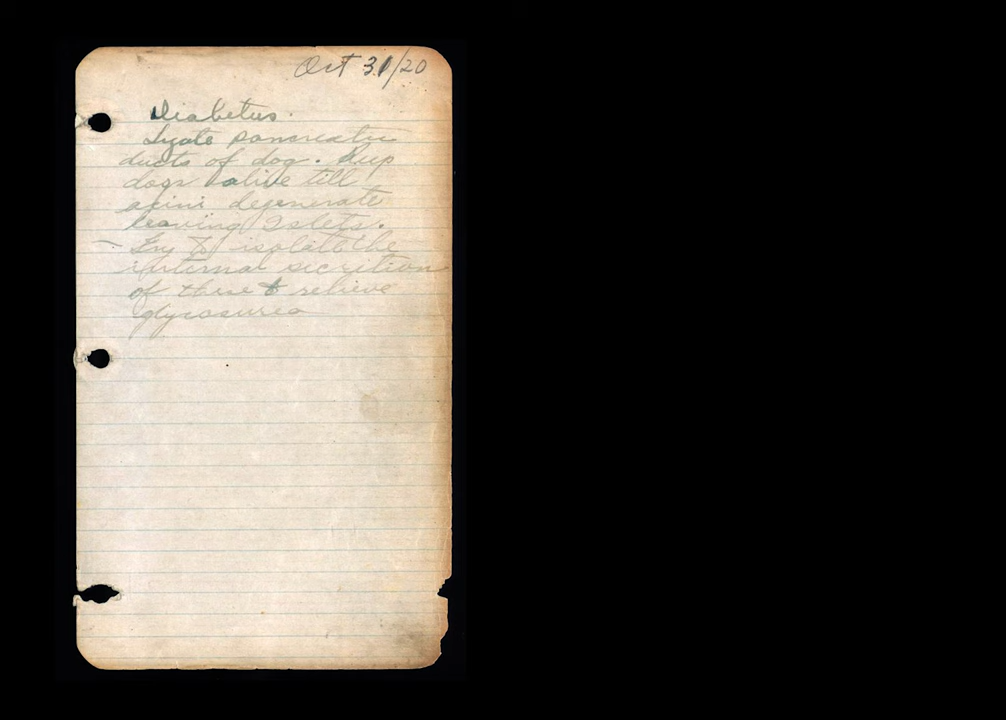 Oct 31/20
Diabetus.
Ligate pancreatic
ducts of dog. Keep
dogs alive till
acini degenerate
leaving Islets.
Try to isolate the
internal secretion
of these & relieve
glycosurea